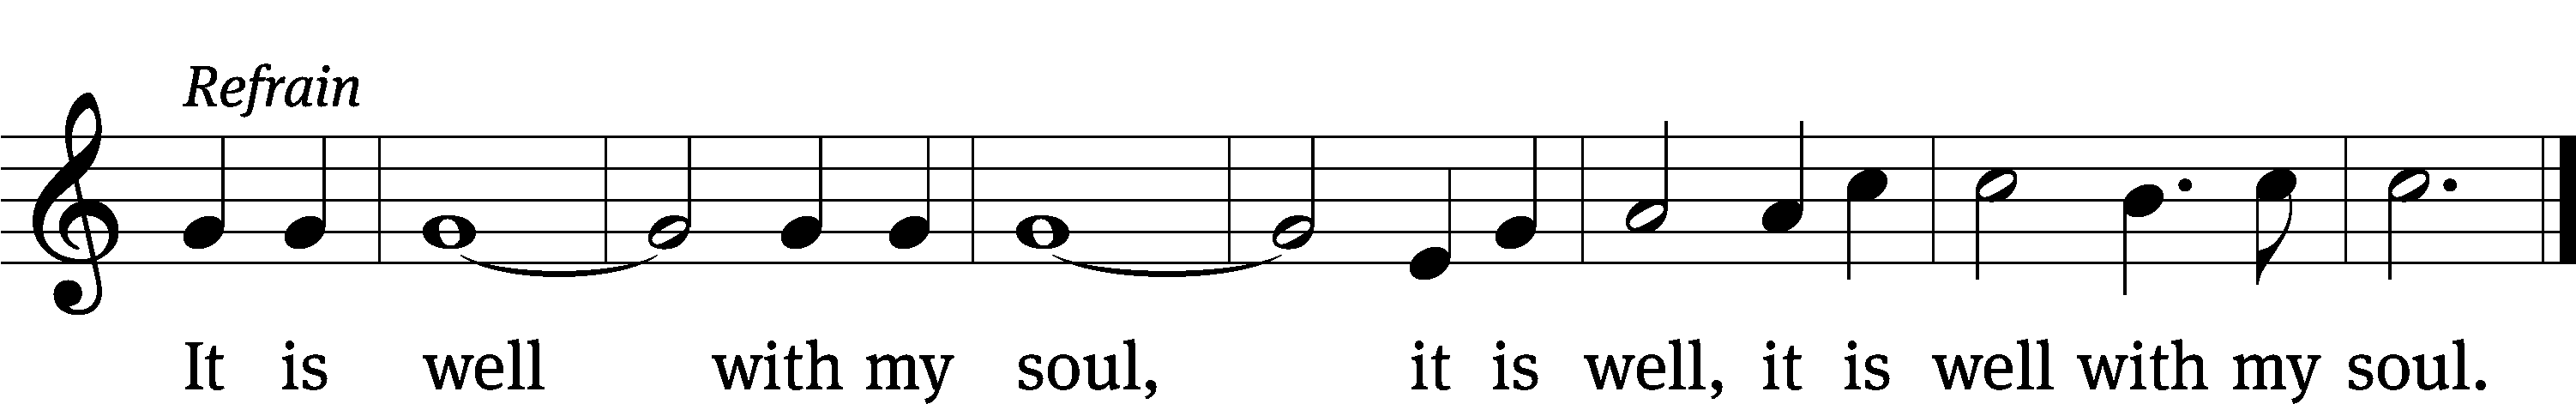 Refrain
It is well with my soul, it is well, it is well with my soul.